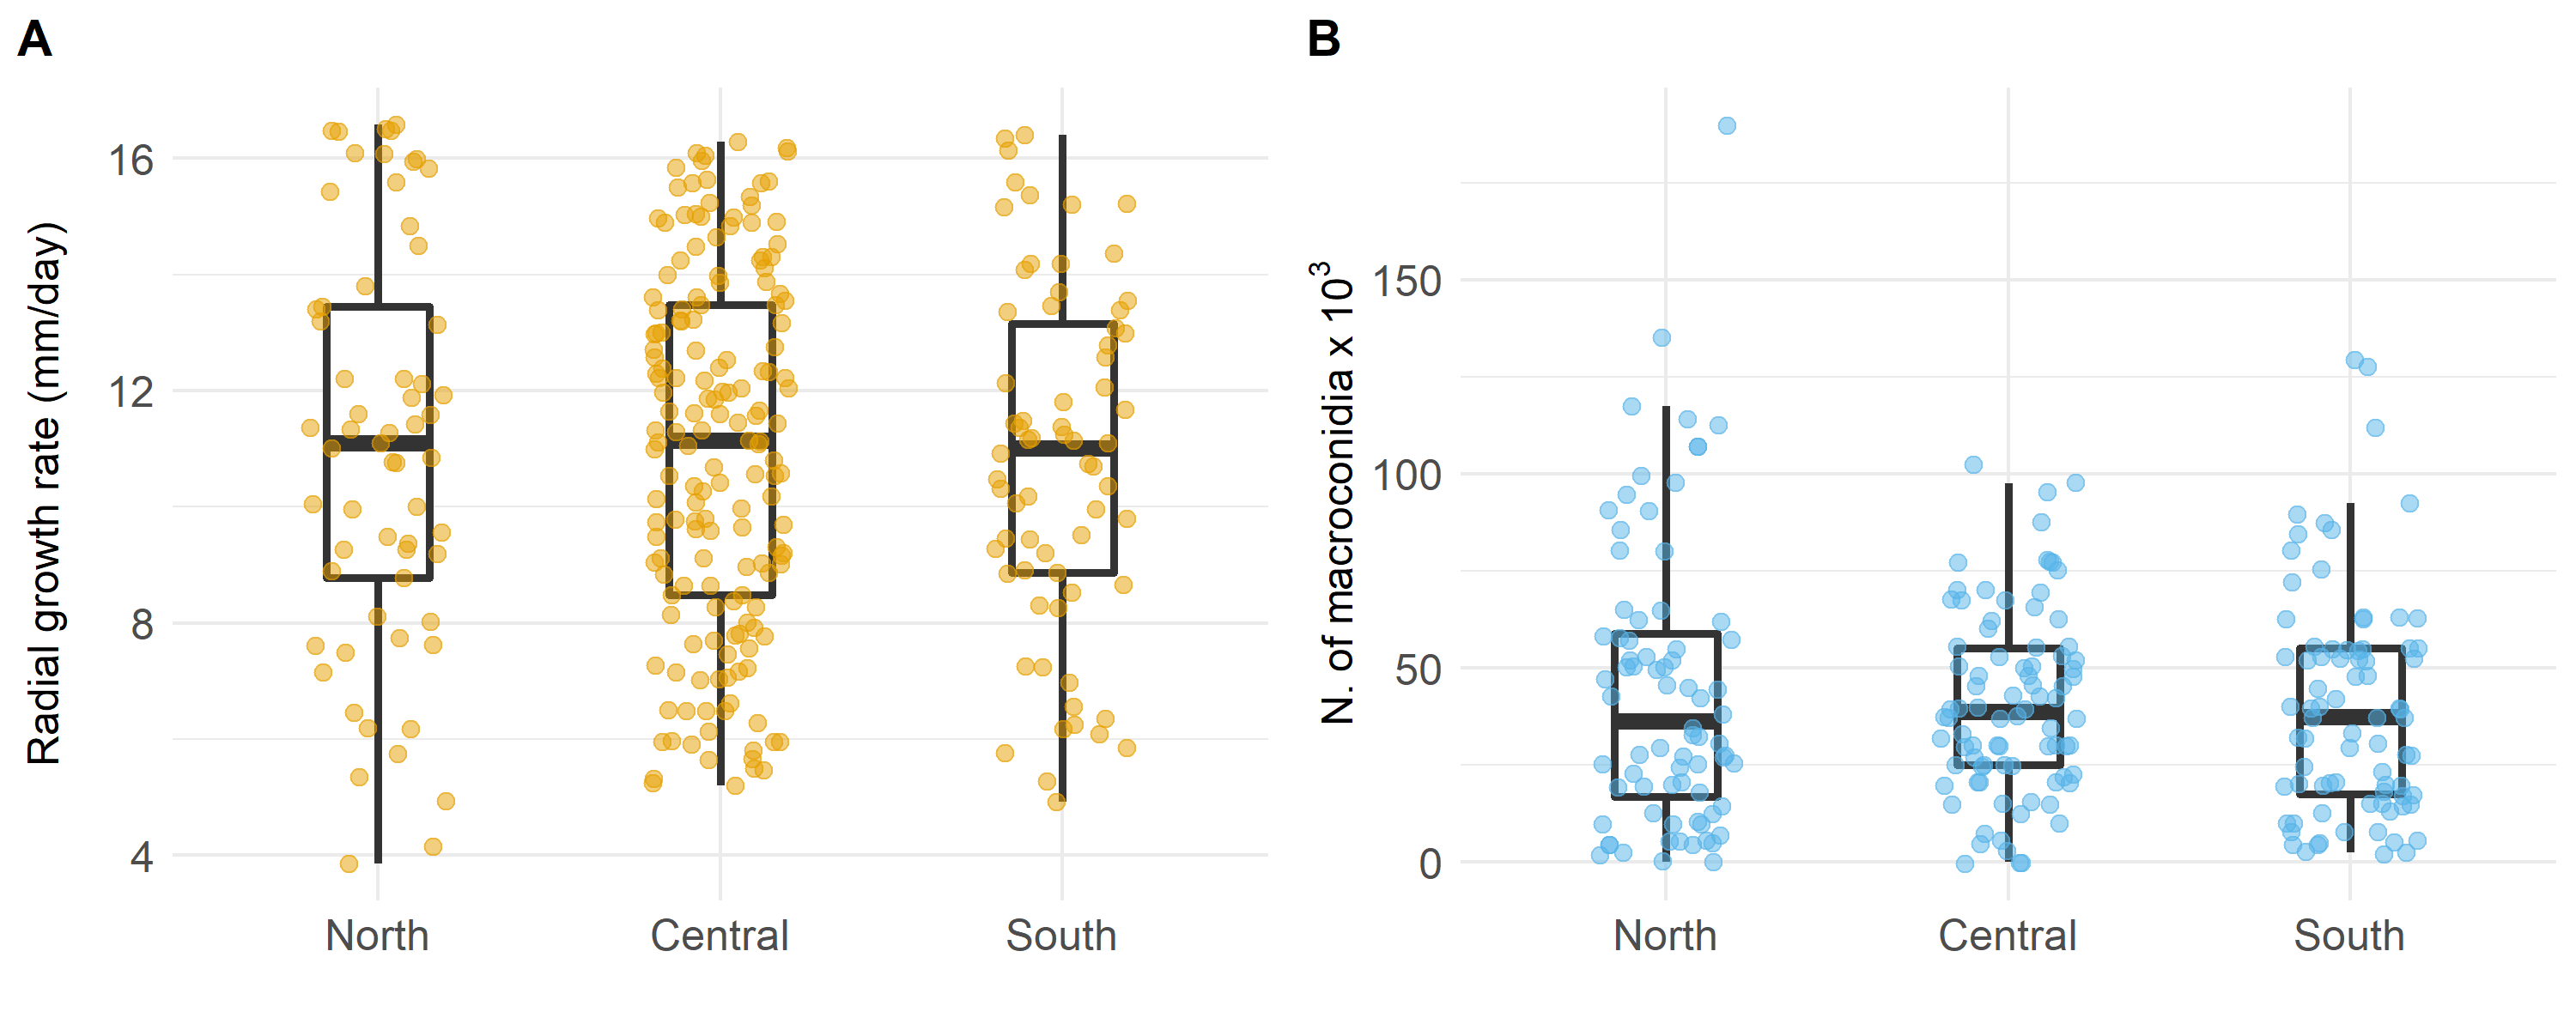 A
Radial growth rate (mm/day)
16
12
8
4
North Central South
B
N. of macroconidia x 10³
150
100
50
0
North Central South